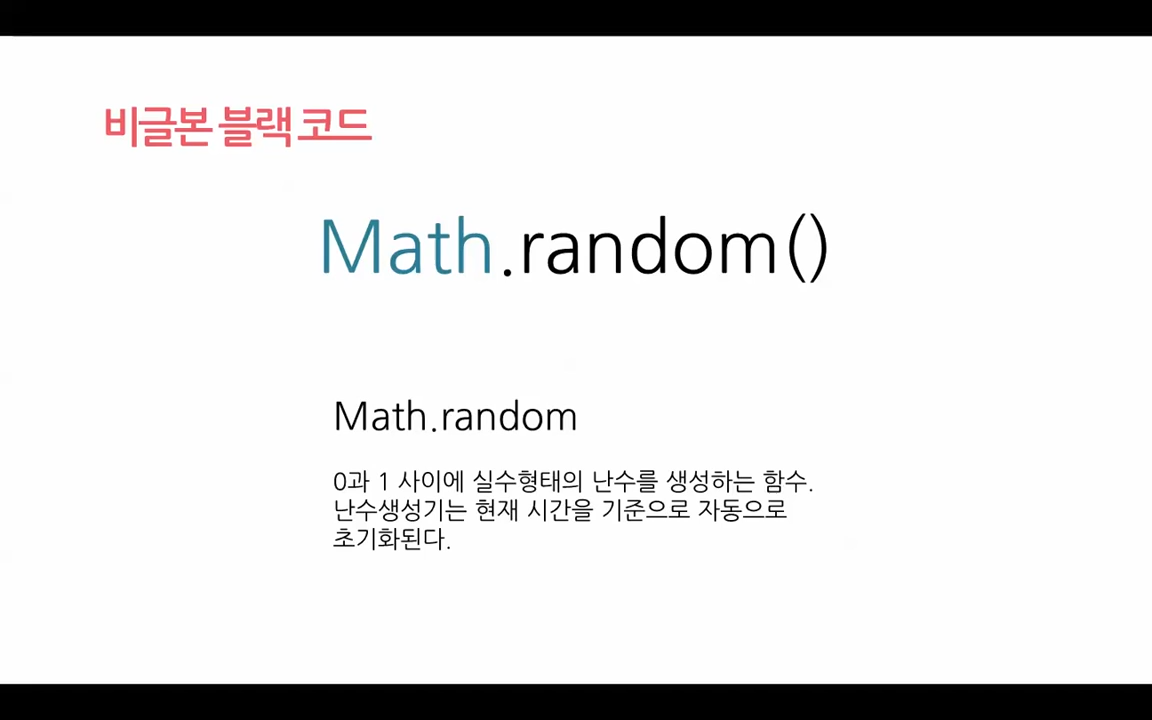 비글본 블랙 코드
Math.random()
Math.random
0과 1 사이에 실수형태의 난수를 생성하는 함수.
난수생성기는 현재 시간을 기준으로 자동으로
초기화된다.